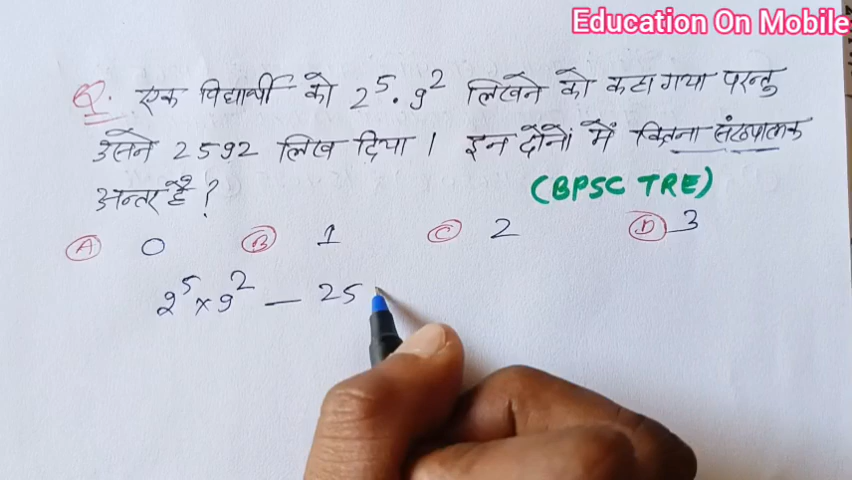 Education On Mobile
Q. एक विद्यार्थी को 2⁵·9² लिखने को कहा गया परन्तु
उसने 2592 लिख दिया। इन दोनों में कितना संख्यात्मक
अन्तर है?
(BPSC TRE)
A 0 B 1 C 2 D 3
2⁵×9² — 25